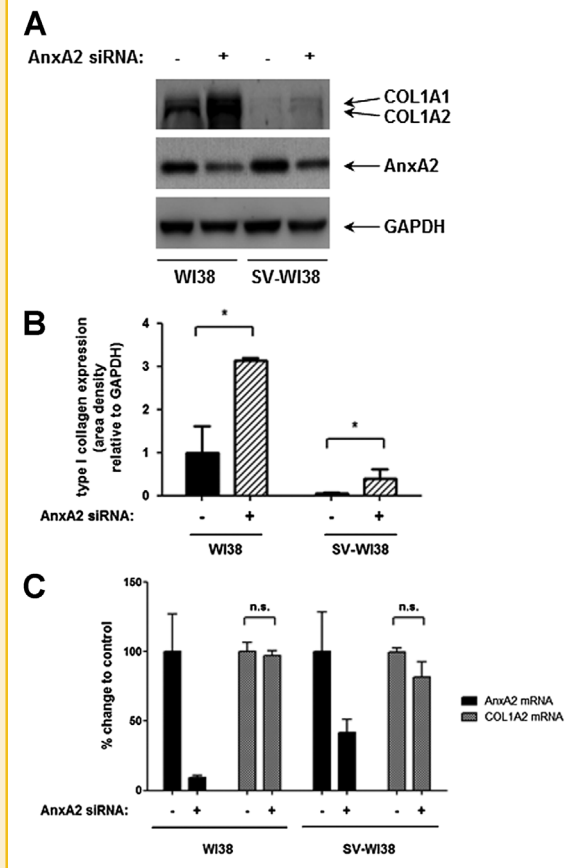 A
AnxA2 siRNA: - + - +
COL1A1
COL1A2
AnxA2
GAPDH
WI38 SV-WI38
B
type I collagen expression
(area density
relative to GAPDH)
4
3
2
1
0
*
*
AnxA2 siRNA: - + - +
WI38 SV-WI38
C
% change to control
150
100
50
0
n.s. n.s.
AnxA2 mRNA
COL1A2 mRNA
AnxA2 siRNA: - + - + - + - +
WI38 SV-WI38